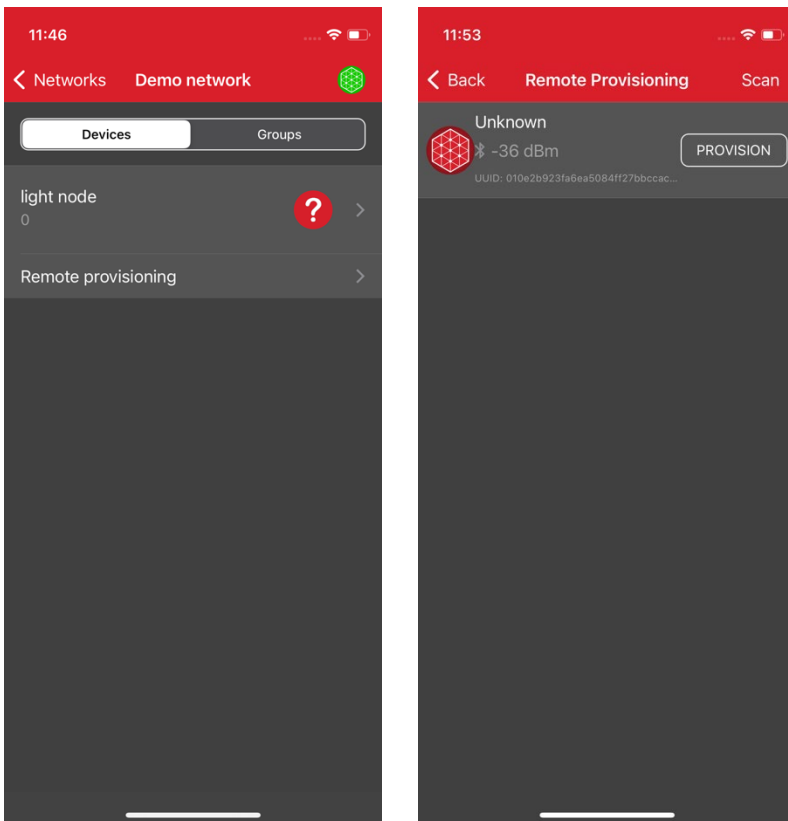 11:46
Networks Demo network
Devices Groups
light node
?
0
Remote provisioning
11:53
Back Remote Provisioning Scan
Unknown
-36 dBm
PROVISION
UUID: 010e2b923fa6ea5084ff27bbccac...